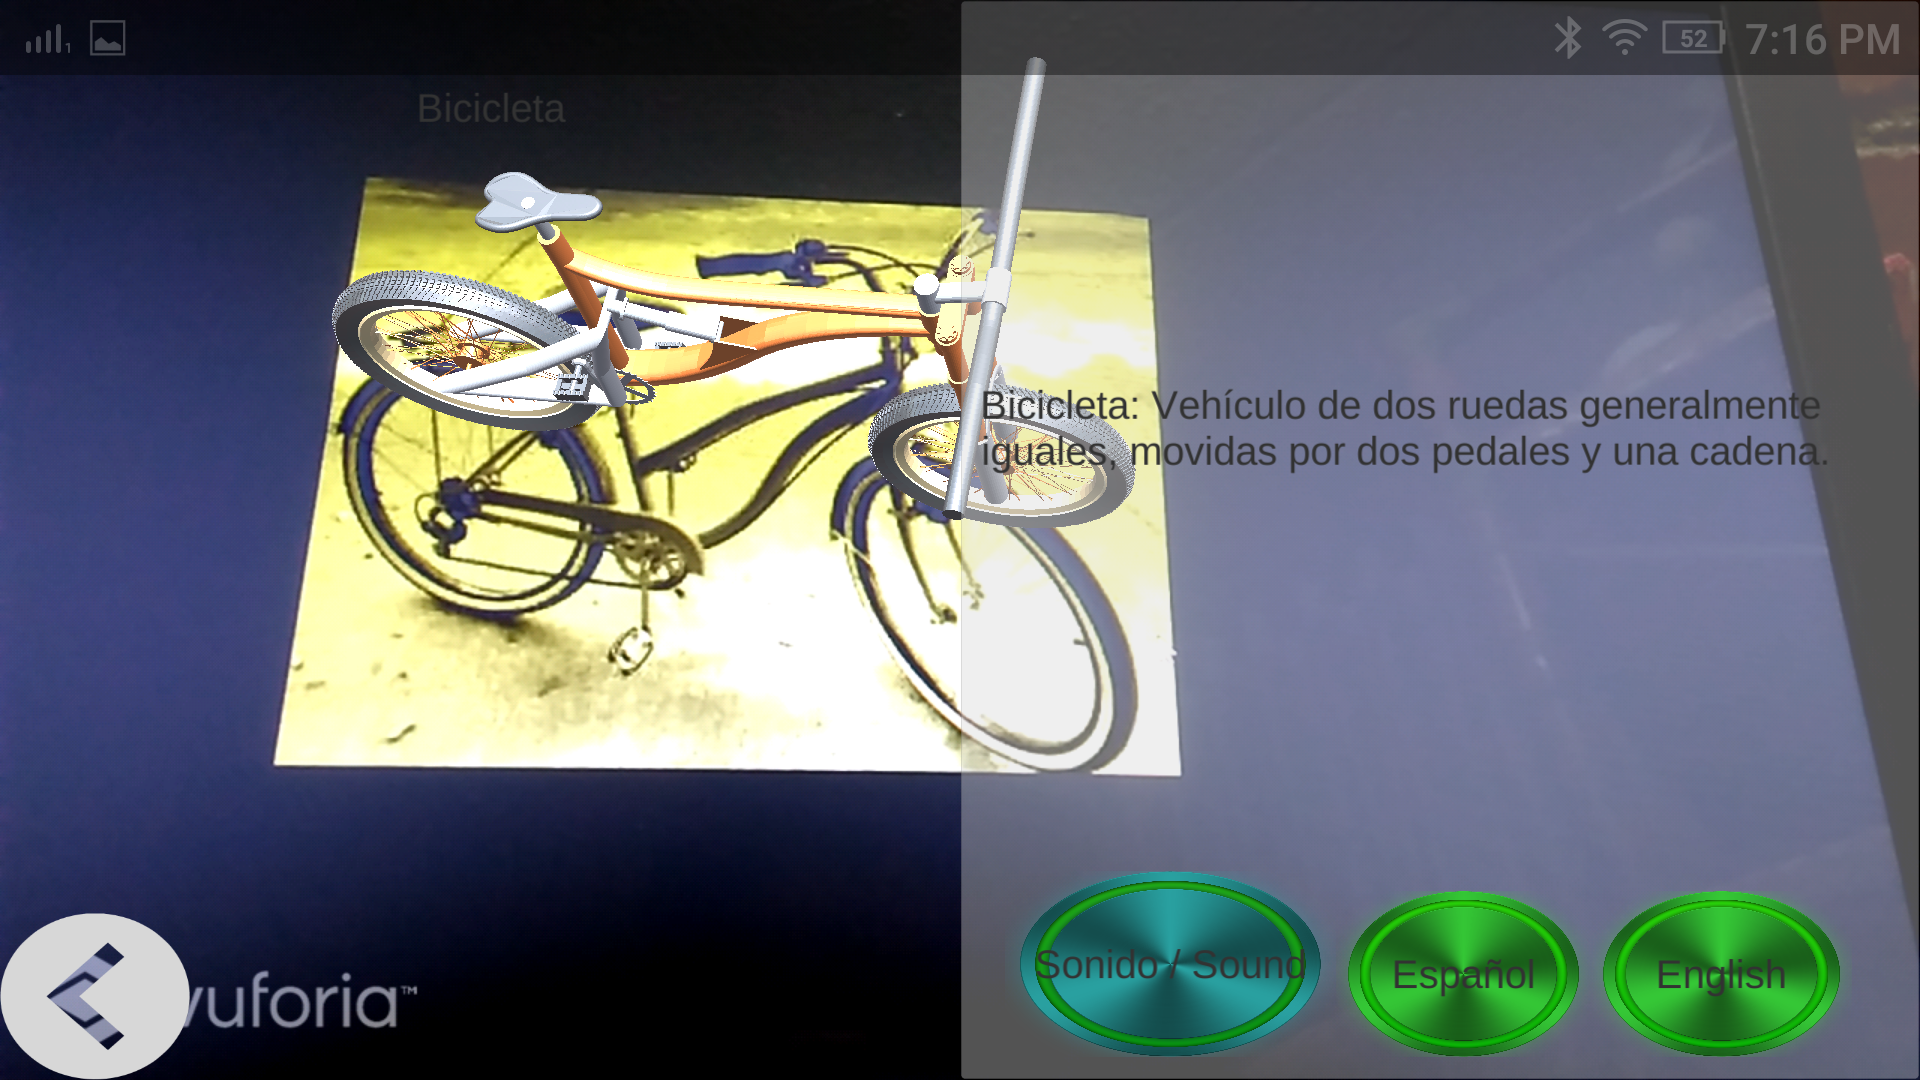 1
52
7:16 PM
Bicicleta
Bicicleta: Vehículo de dos ruedas generalmente
iguales, movidas por dos pedales y una cadena.
Sonido / Sound
Español
English
vuforia™